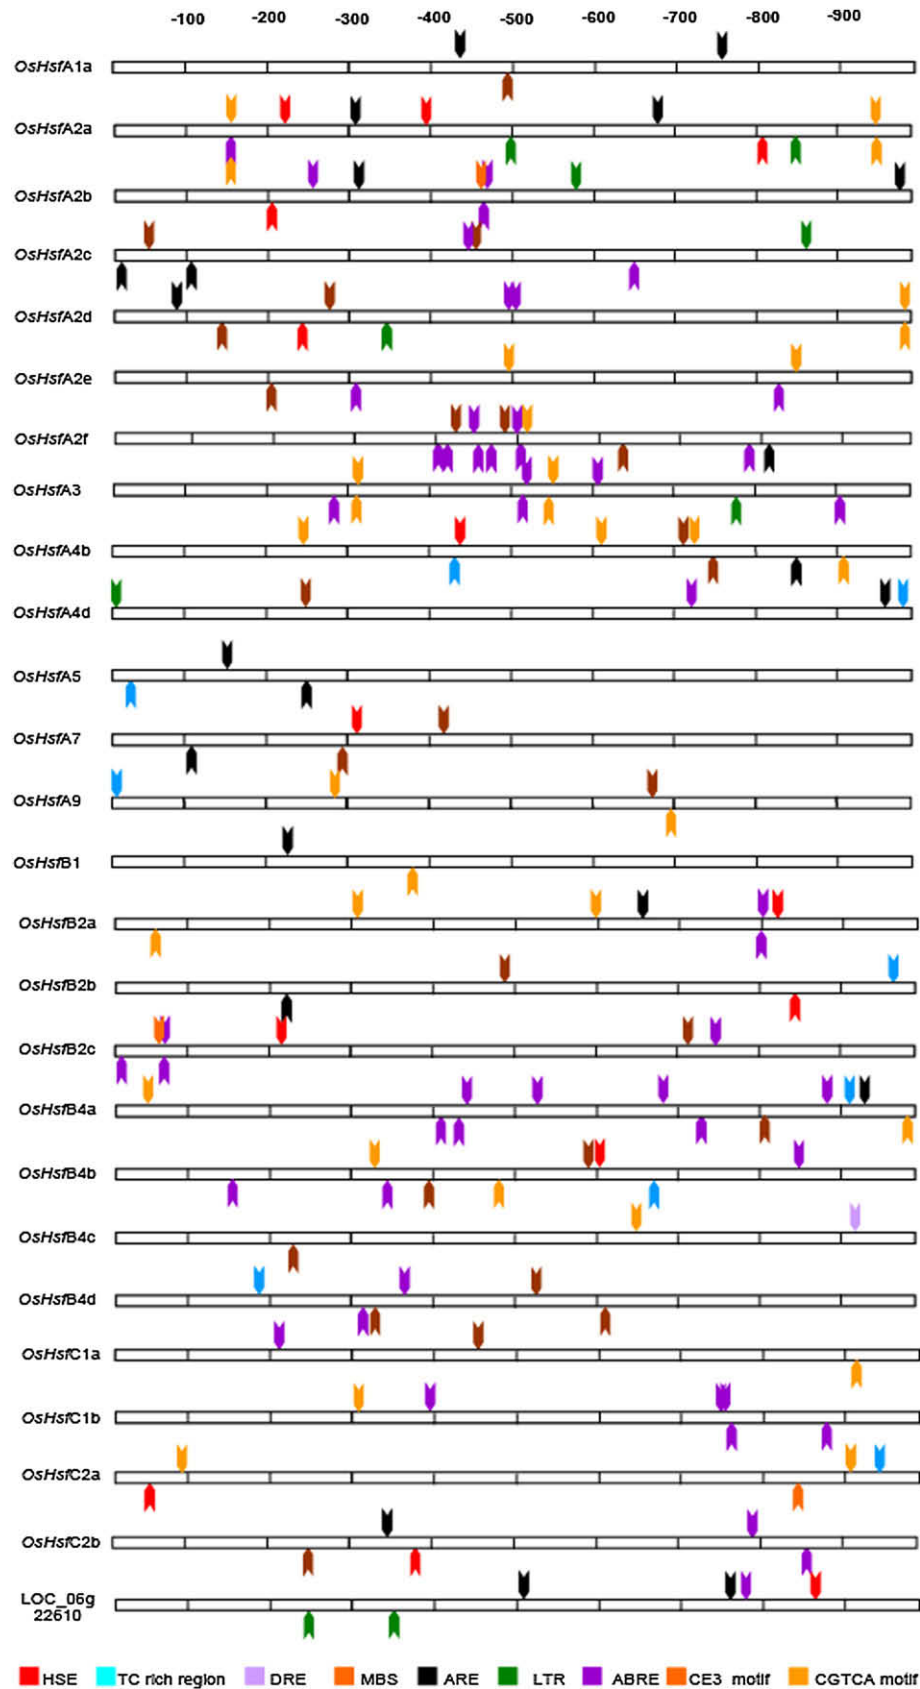 -100 -200 -300 -400 -500 -600 -700 -800 -900
OsHsfA1a
OsHsfA2a
OsHsfA2b
OsHsfA2c
OsHsfA2d
OsHsfA2e
OsHsfA2f
OsHsfA3
OsHsfA4b
OsHsfA4d
OsHsfA5
OsHsfA7
OsHsfA9
OsHsfB1
OsHsfB2a
OsHsfB2b
OsHsfB2c
OsHsfB4a
OsHsfB4b
OsHsfB4c
OsHsfB4d
OsHsfC1a
OsHsfC1b
OsHsfC2a
OsHsfC2b
LOC_06g
22610
HSE TC rich region DRE MBS ARE LTR ABRE CE3 motif CGTCA motif